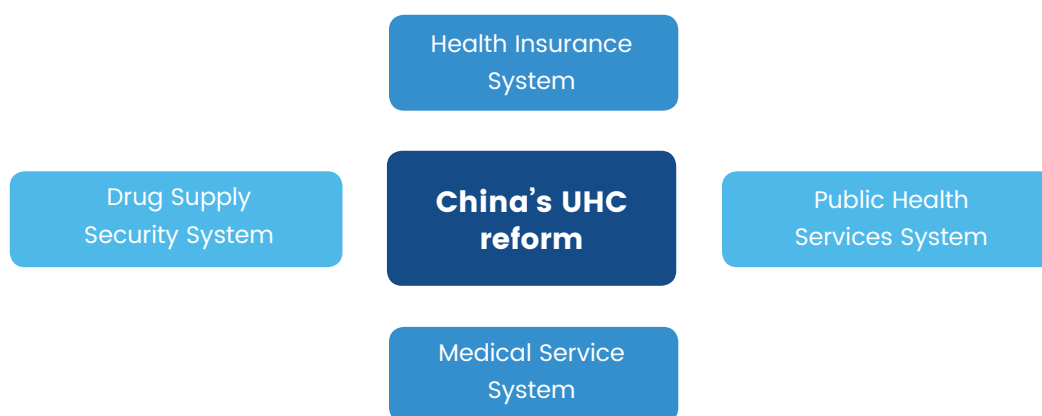 Health Insurance
System
Drug Supply
Security System
China's UHC
reform
Public Health
Services System
Medical Service
System